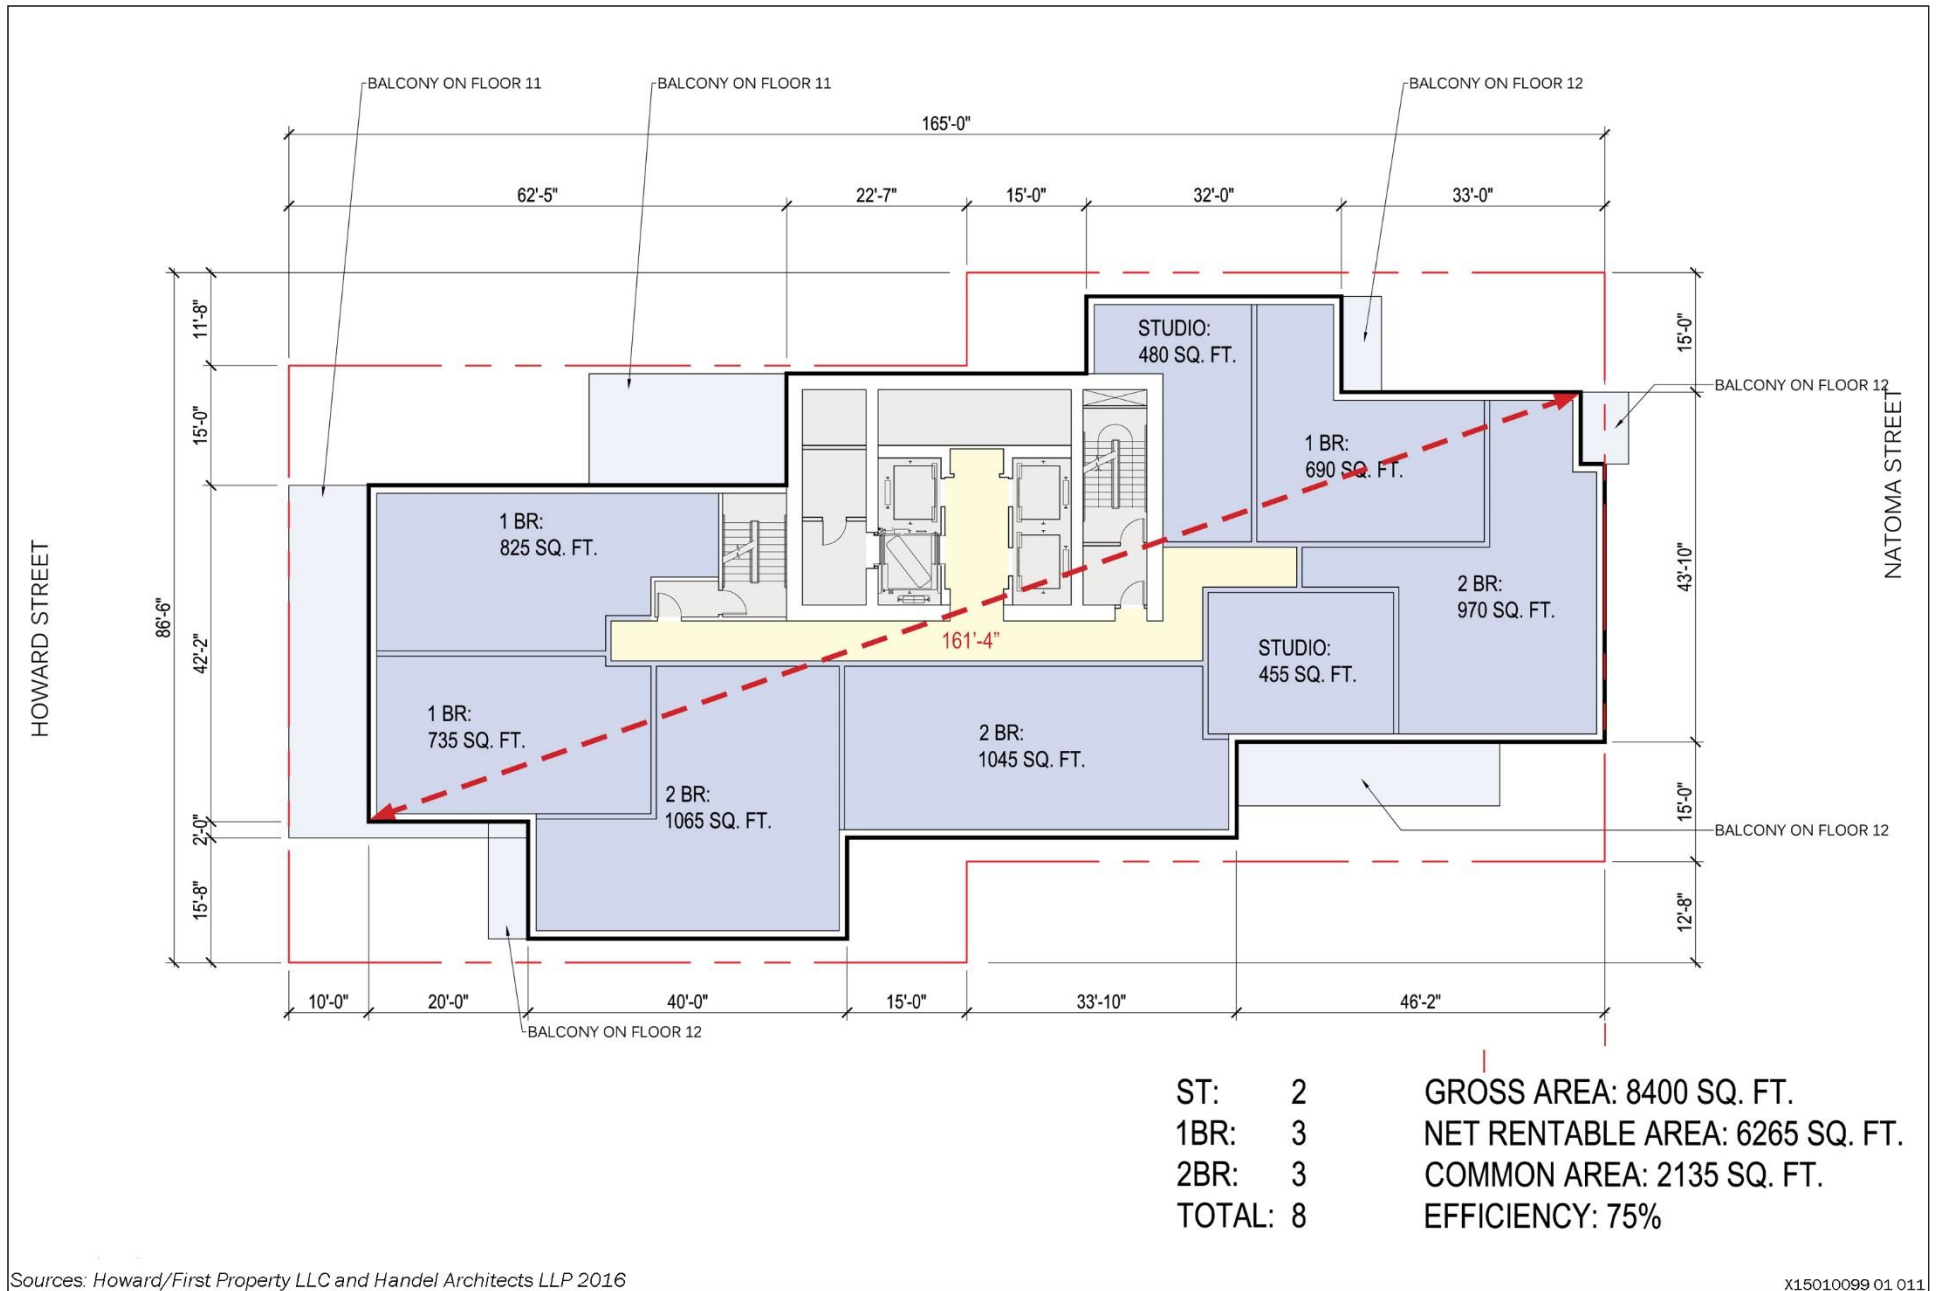 BALCONY ON FLOOR 11
BALCONY ON FLOOR 11
BALCONY ON FLOOR 12
165'-0"
62'-5"
22'-7"
15'-0"
32'-0"
33'-0"
11'-8"
15'-0"
86'-6"
42'-2"
2'-0"
15'-8"
15'-0"
43'-10"
15'-0"
12'-8"
BALCONY ON FLOOR 12
HOWARD STREET
NATOMA STREET
STUDIO:
480 SQ. FT.
1 BR:
690 SQ. FT.
1 BR:
825 SQ. FT.
2 BR:
970 SQ. FT.
161'-4"
STUDIO:
455 SQ. FT.
1 BR:
735 SQ. FT.
2 BR:
1045 SQ. FT.
2 BR:
1065 SQ. FT.
BALCONY ON FLOOR 12
10'-0"
20'-0"
40'-0"
15'-0"
33'-10"
46'-2"
BALCONY ON FLOOR 12
ST: 2
1BR: 3
2BR: 3
TOTAL: 8
GROSS AREA: 8400 SQ. FT.
NET RENTABLE AREA: 6265 SQ. FT.
COMMON AREA: 2135 SQ. FT.
EFFICIENCY: 75%
Sources: Howard/First Property LLC and Handel Architects LLP 2016
X15010099 01 011